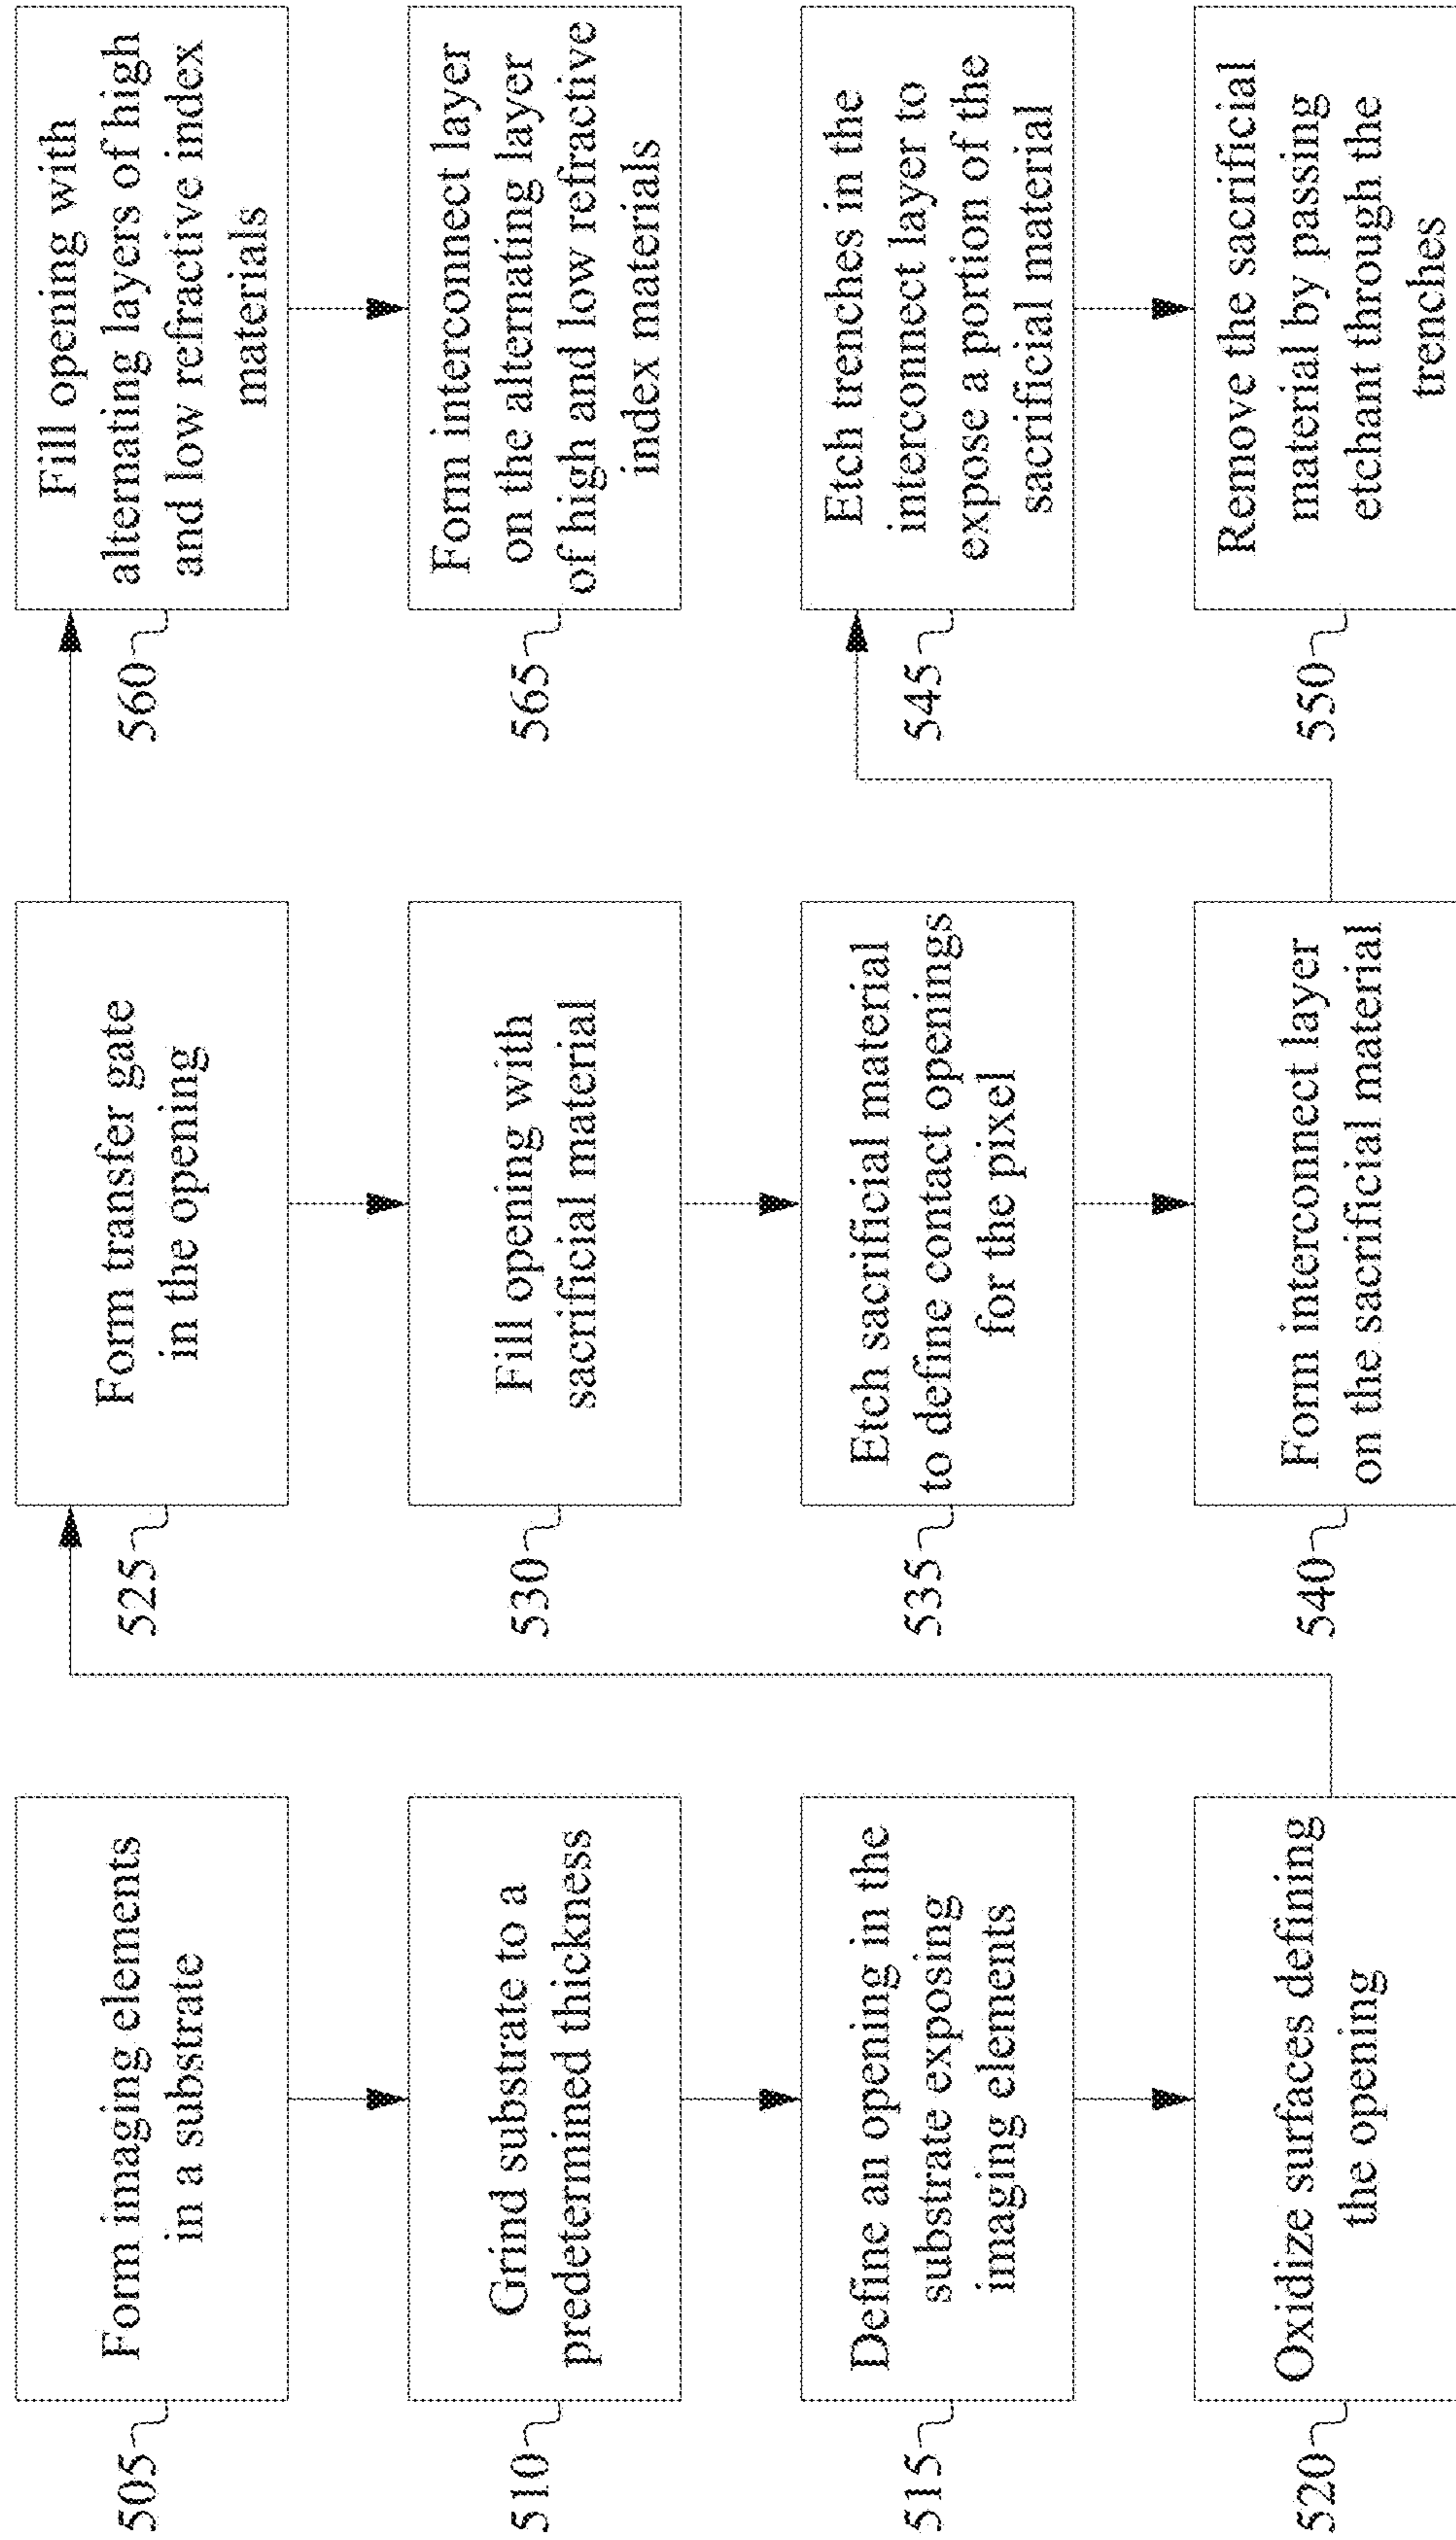 505
Form imaging elements
in a substrate
510
Grind substrate to a
predetermined thickness
515
Define an opening in the
substrate exposing
imaging elements
520
Oxidize surfaces defining
the opening
525
Form transfer gate
in the opening
530
Fill opening with
sacrificial material
535
Etch sacrificial material
to define contact openings
for the pixel
540
Form interconnect layer
on the sacrificial material
560
Fill opening with
alternating layers of high
and low refractive index
materials
565
Form interconnect layer
on the alternating layer
of high and low refractive
index materials
545
Etch trenches in the
interconnect layer to
expose a portion of the
sacrificial material
550
Remove the sacrificial
material by passing
etchant through the
trenches